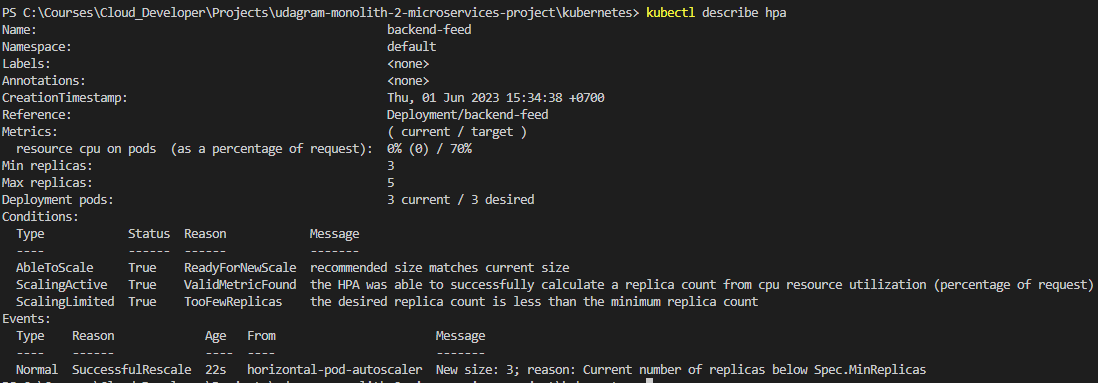 PS C:\Courses\Cloud_Developer\Projects\udagram-monolith-2-microservices-project\kubernetes> kubectl describe hpa
Name: backend-feed
Namespace: default
Labels: <none>
Annotations: <none>
CreationTimestamp: Thu, 01 Jun 2023 15:34:38 +0700
Reference: Deployment/backend-feed
Metrics: ( current / target )
resource cpu on pods (as a percentage of request): 0% (0) / 70%
Min replicas: 3
Max replicas: 5
Deployment pods: 3 current / 3 desired
Conditions:
Type Status Reason Message
---- ------ ------ -------
AbleToScale True ReadyForNewScale recommended size matches current size
ScalingActive True ValidMetricFound the HPA was able to successfully calculate a replica count from cpu resource utilization (percentage of request)
ScalingLimited True TooFewReplicas the desired replica count is less than the minimum replica count
Events:
Type Reason Age From Message
---- ------ ---- ---- -------
Normal SuccessfulRescale 22s horizontal-pod-autoscaler New size: 3; reason: Current number of replicas below Spec.MinReplicas